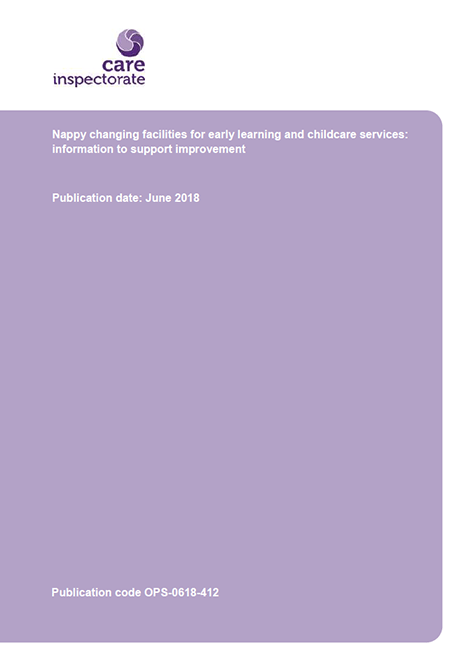 care
inspectorate
Nappy changing facilities for early learning and childcare services:
information to support improvement
Publication date: June 2018
Publication code OPS-0618-412